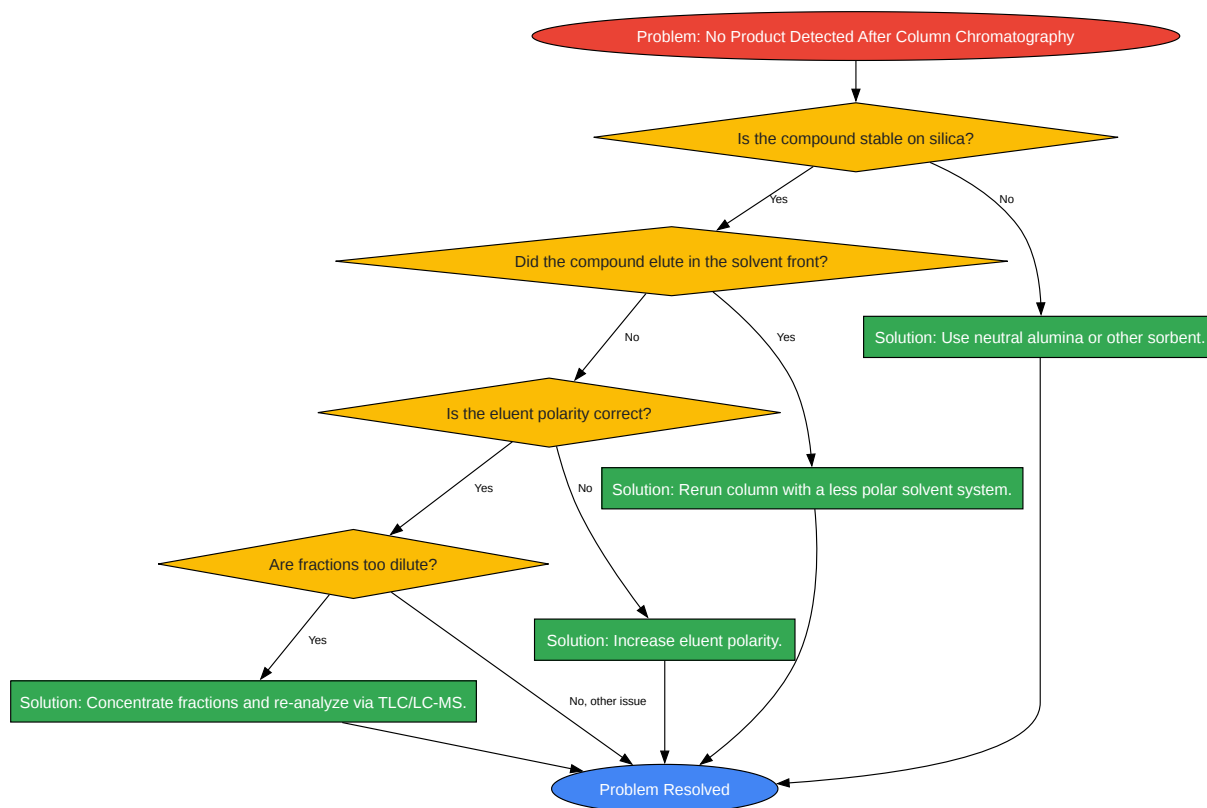 Problem: No Product Detected After Column Chromatography
Is the compound stable on silica?
Yes
No
Did the compound elute in the solvent front?
Solution: Use neutral alumina or other sorbent.
No
Yes
Is the eluent polarity correct?
Solution: Rerun column with a less polar solvent system.
Yes
No
Are fractions too dilute?
Solution: Increase eluent polarity.
Yes
Solution: Concentrate fractions and re-analyze via TLC/LC-MS.
No, other issue
Problem Resolved